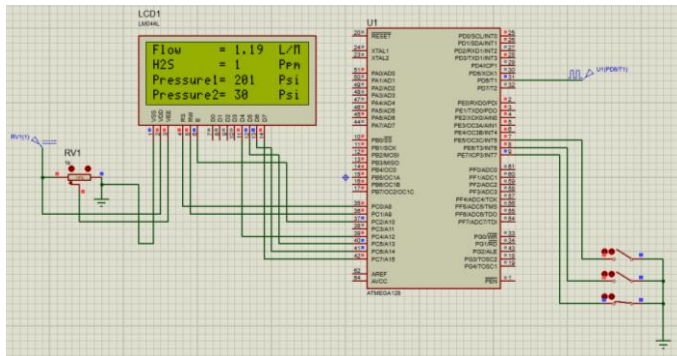 LCD1
LM044L
Flow = 1.19 L/M
H2S = 1 Ppm
Pressure1= 201 Psi
Pressure2= 30 Psi
VSS VDD VEE RS RW E D0 D1 D2 D3 D4 D5 D6 D7
RV1(1)
RV1
U1
RESET
XTAL1
XTAL2
PA0/AD0
PA1/AD1
PA2/AD2
PA3/AD3
PA4/AD4
PA5/AD5
PA6/AD6
PA7/AD7
PB0/SS
PB1/SCK
PB2/MOSI
PB3/MISO
PB4/OC0
PB5/OC1A
PB6/OC1B
PB7/OC2/OC1C
PC0/A8
PC1/A9
PC2/A10
PC3/A11
PC4/A12
PC5/A13
PC6/A14
PC7/A15
AREF
AVCC
ATMEGA128
PD0/SCL/INT0
PD1/SDA/INT1
PD2/RXD1/INT2
PD3/TXD1/INT3
PD4/ICP1
PD5/XCK1
PD6/T1
PD7/T2
PE0/RXD0/PDI
PE1/TXD0/PDO
PE2/XCK0/AIN0
PE3/OC3A/AIN1
PE4/OC3B/INT4
PE5/OC3C/INT5
PE6/T3/INT6
PE7/ICP3/INT7
PF0/ADC0
PF1/ADC1
PF2/ADC2
PF3/ADC3
PF4/ADC4/TCK
PF5/ADC5/TMS
PF6/ADC6/TDO
PF7/ADC7/TDI
PG0/WR
PG1/RD
PG2/ALE
PG3/TOSC2
PG4/TOSC1
PEN
U1(PD6/T1)